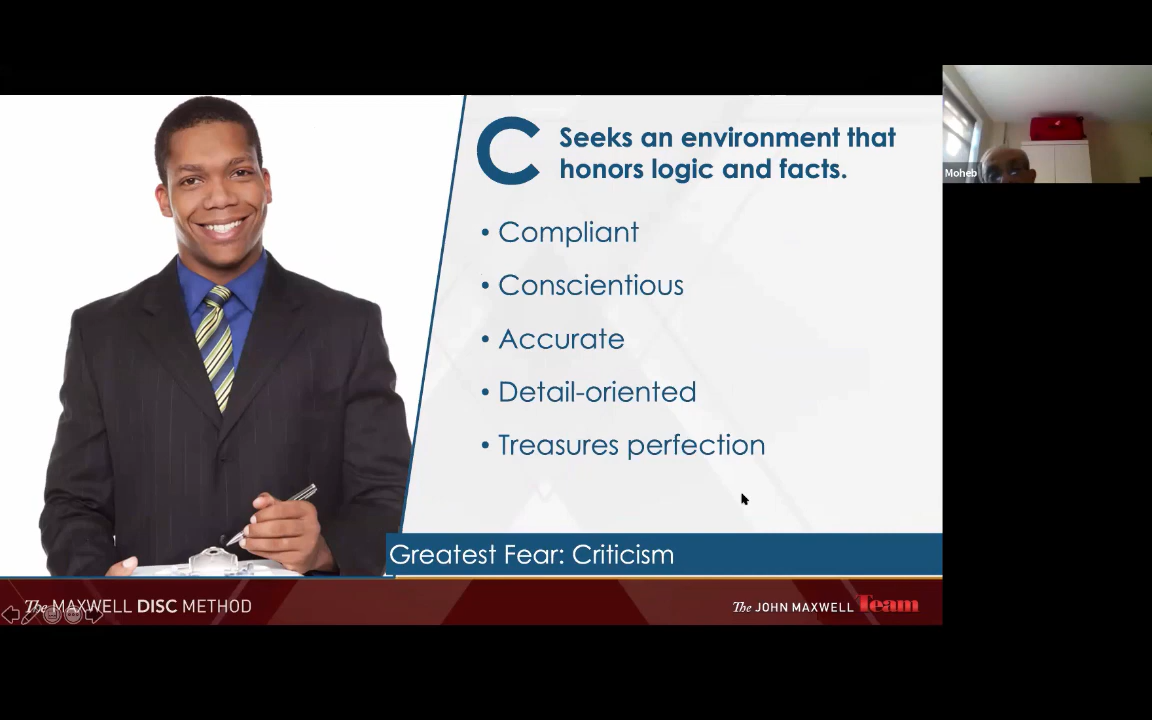 C
Seeks an environment that
honors logic and facts.
• Compliant
• Conscientious
• Accurate
• Detail-oriented
• Treasures perfection
Greatest Fear: Criticism
The MAXWELL DISC METHOD
The JOHN MAXWELL Team
Moheb